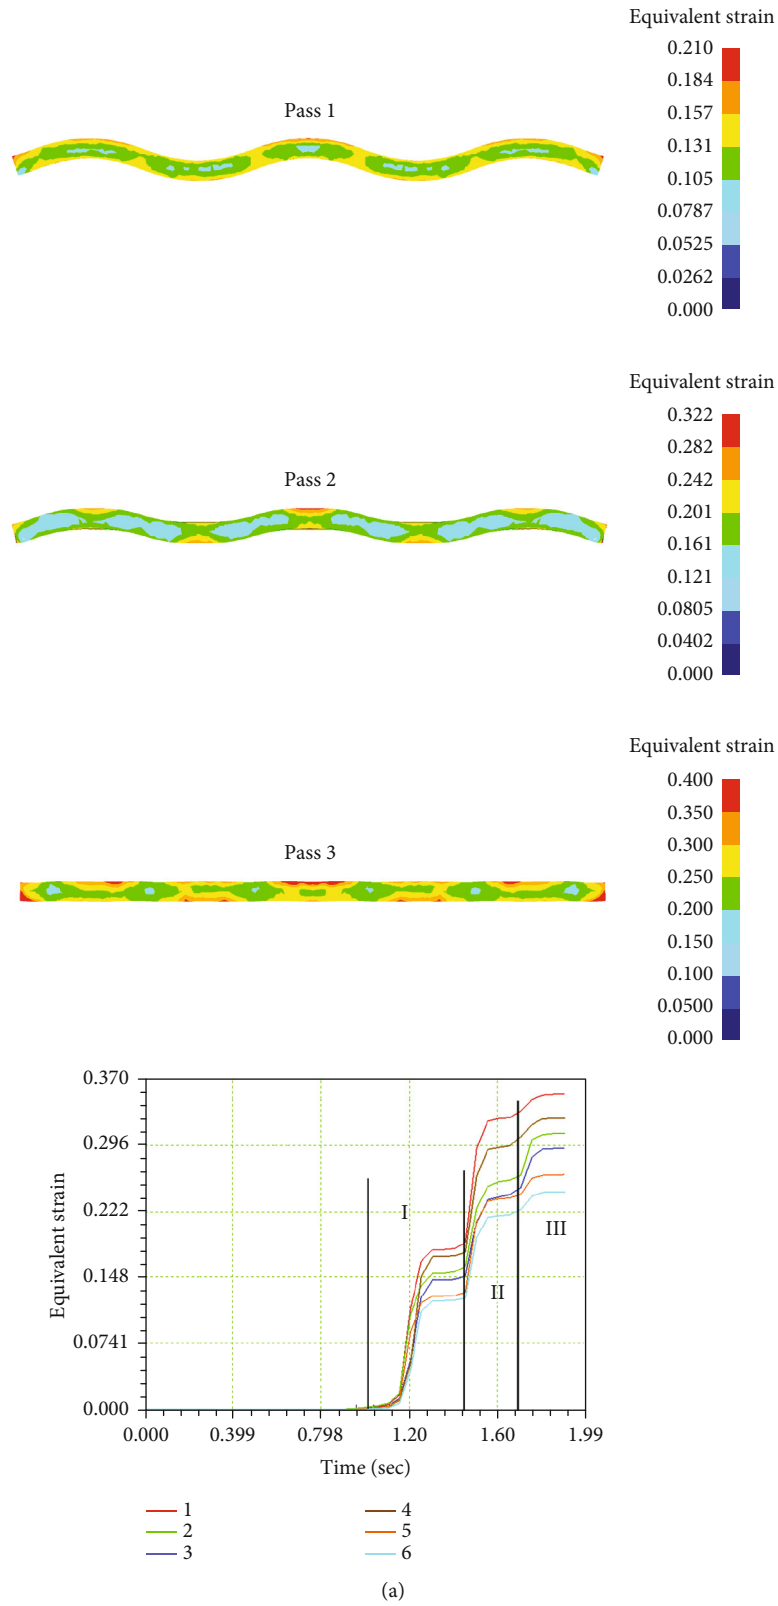 Equivalent strain
0.210
0.184
0.157
0.131
0.105
0.0787
0.0525
0.0262
0.000
Pass 1
Equivalent strain
0.322
0.282
0.242
0.201
0.161
0.121
0.0805
0.0402
0.000
Pass 2
Equivalent strain
0.400
0.350
0.300
0.250
0.200
0.150
0.100
0.0500
0.000
Pass 3
Equivalent strain
0.370
0.296
0.222
0.148
0.0741
0.000
I
II
III
0.000 0.399 0.798 1.20 1.60 1.99
Time (sec)
1 4
2 5
3 6
(a)